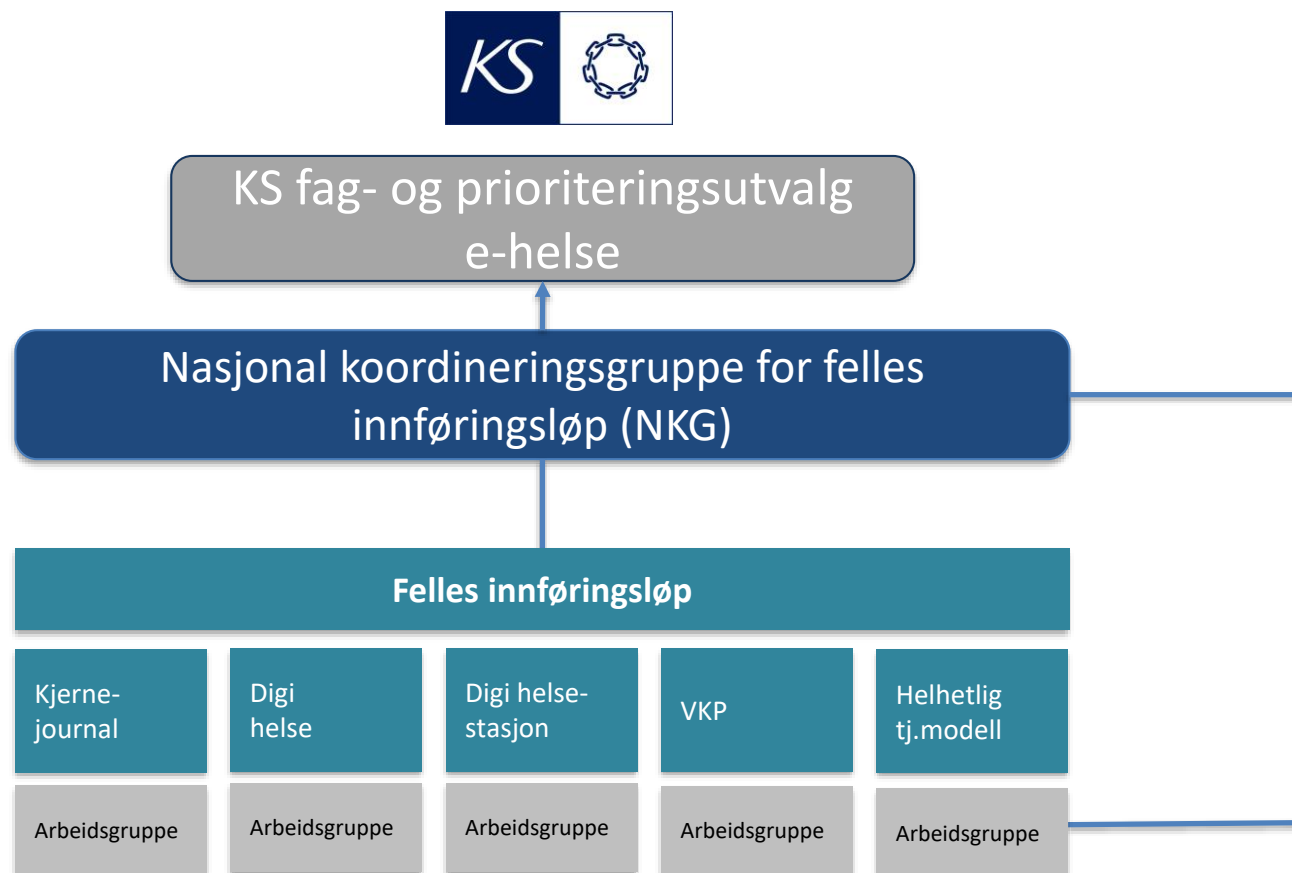 KS
KS fag- og prioriteringsutvalg
e-helse
Nasjonal koordineringsgruppe for felles
innføringsløp (NKG)
Felles innføringsløp
Kjerne-
journal
Digi
helse
Digi helse-
stasjon
VKP
Helhetlig
tj.modell
Arbeidsgruppe
Arbeidsgruppe
Arbeidsgruppe
Arbeidsgruppe
Arbeidsgruppe